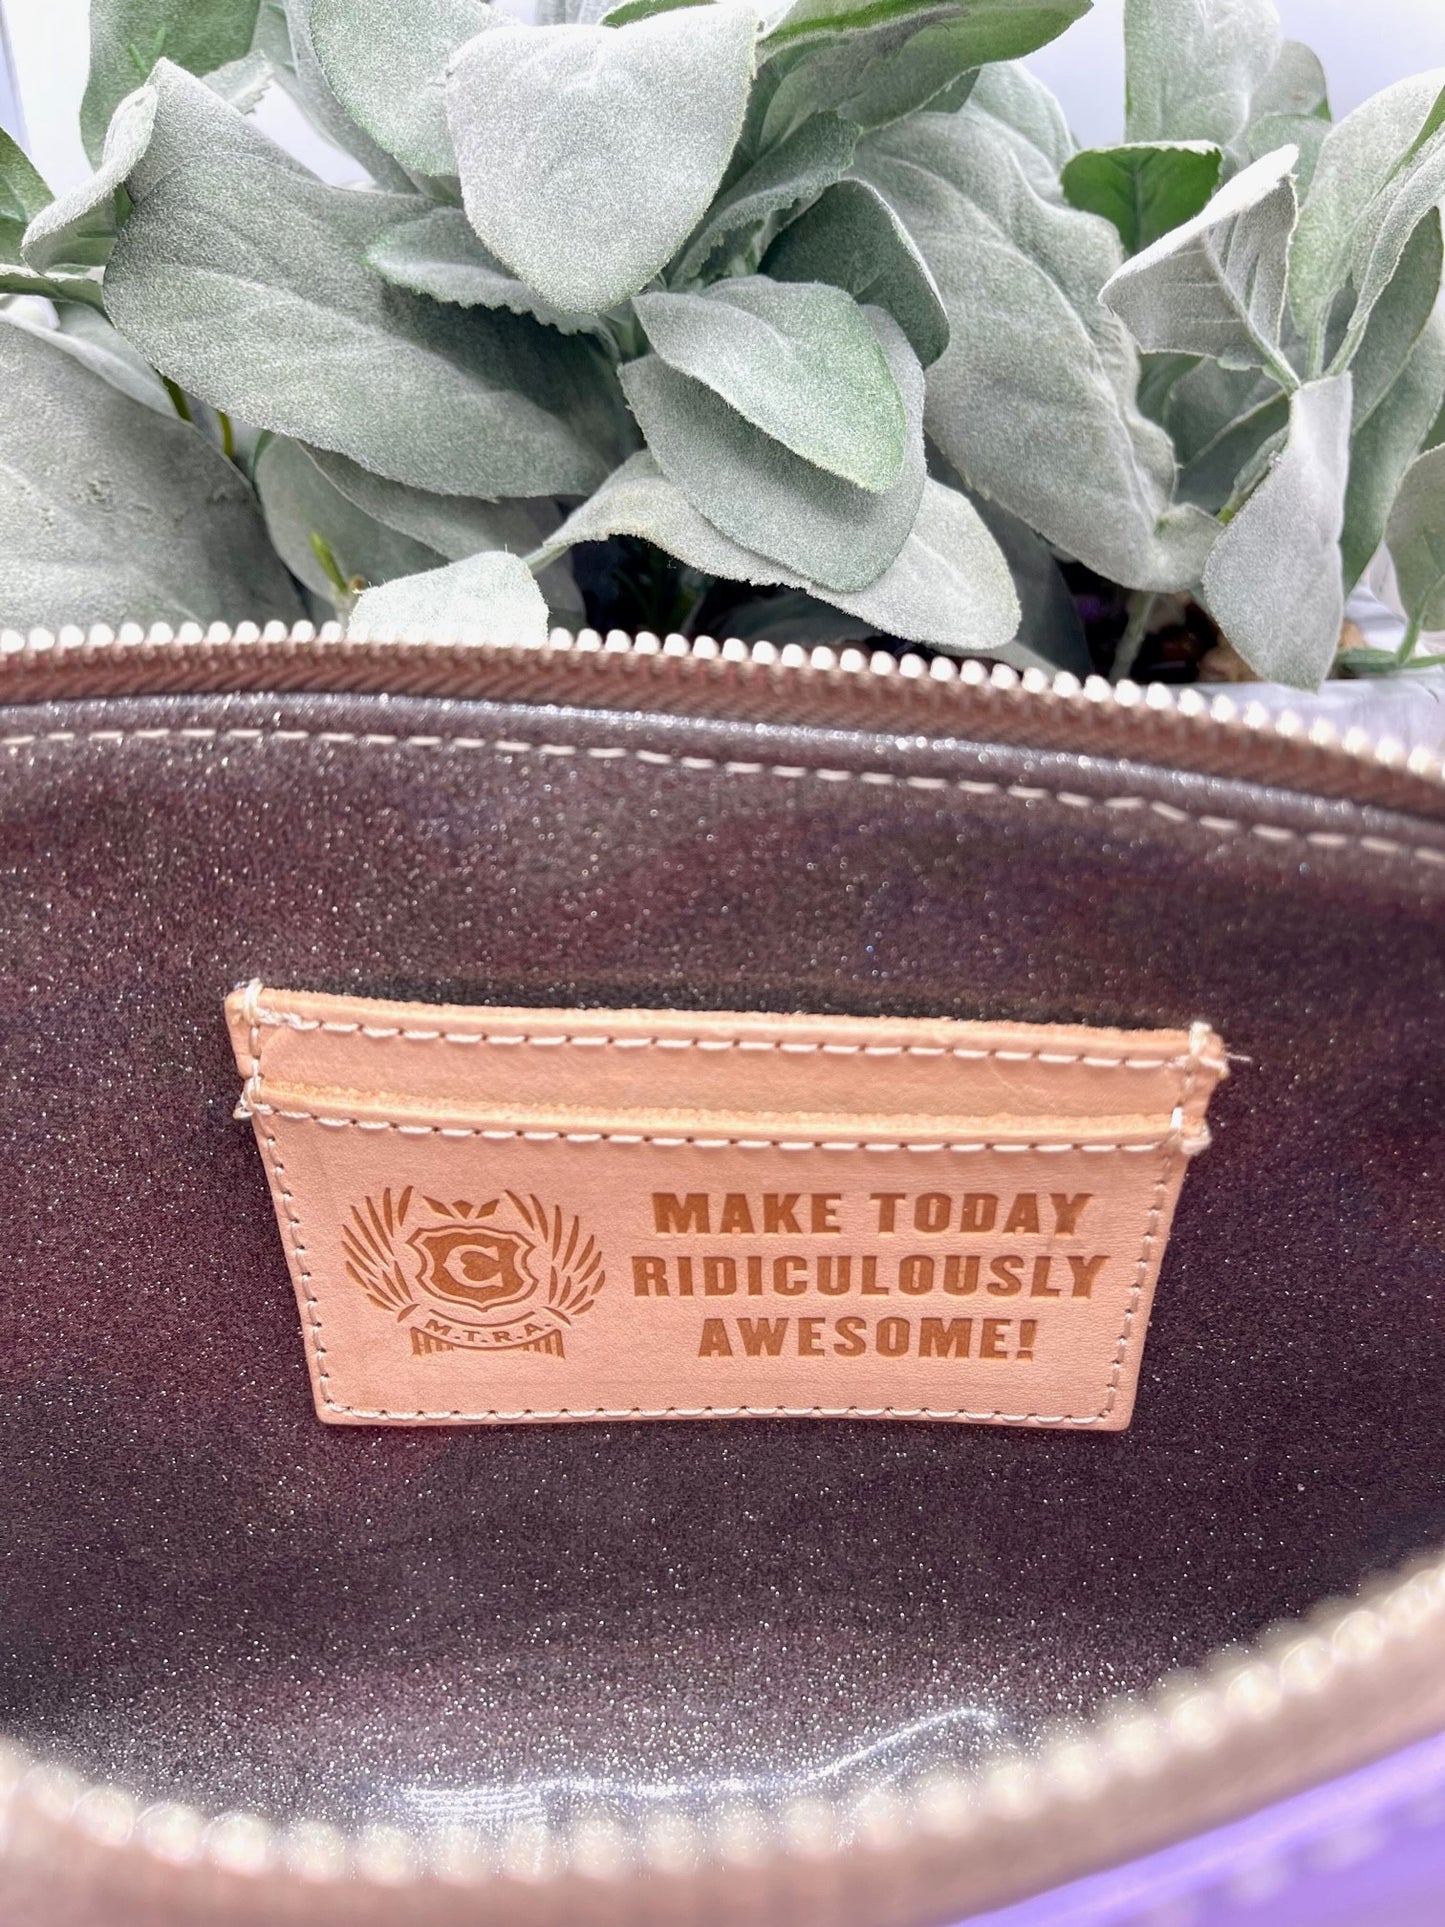 C
M.T.R.A.
MAKE TODAY
RIDICULOUSLY
AWESOME!